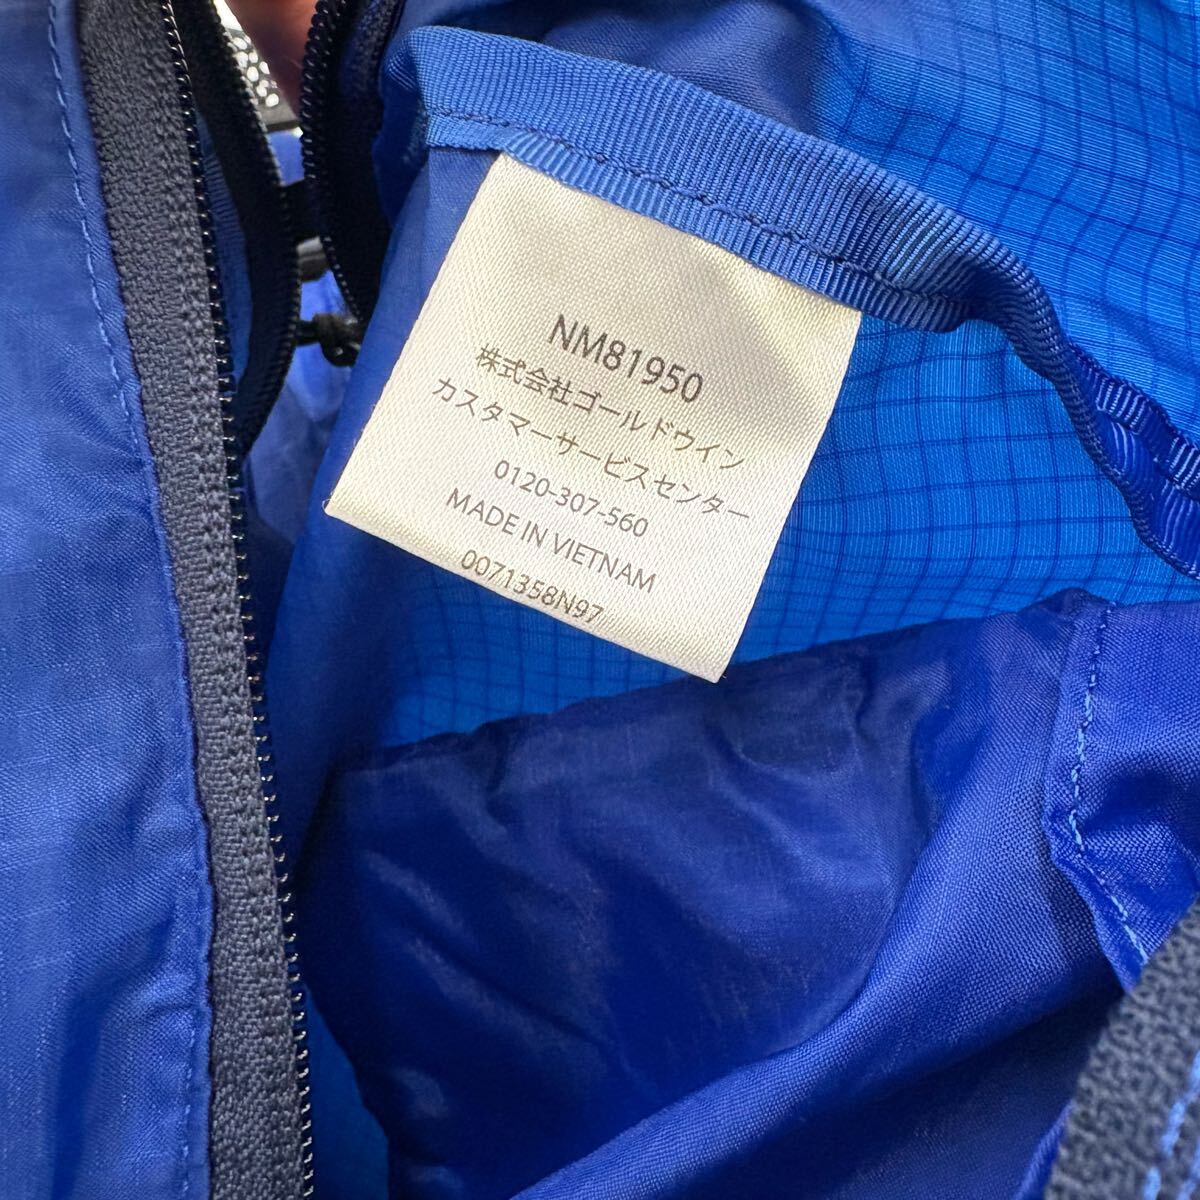 NM81950
株式会社ゴールドウイン
カスタマーサービスセンター
0120-307-560
MADE IN VIETNAM
0071358N97